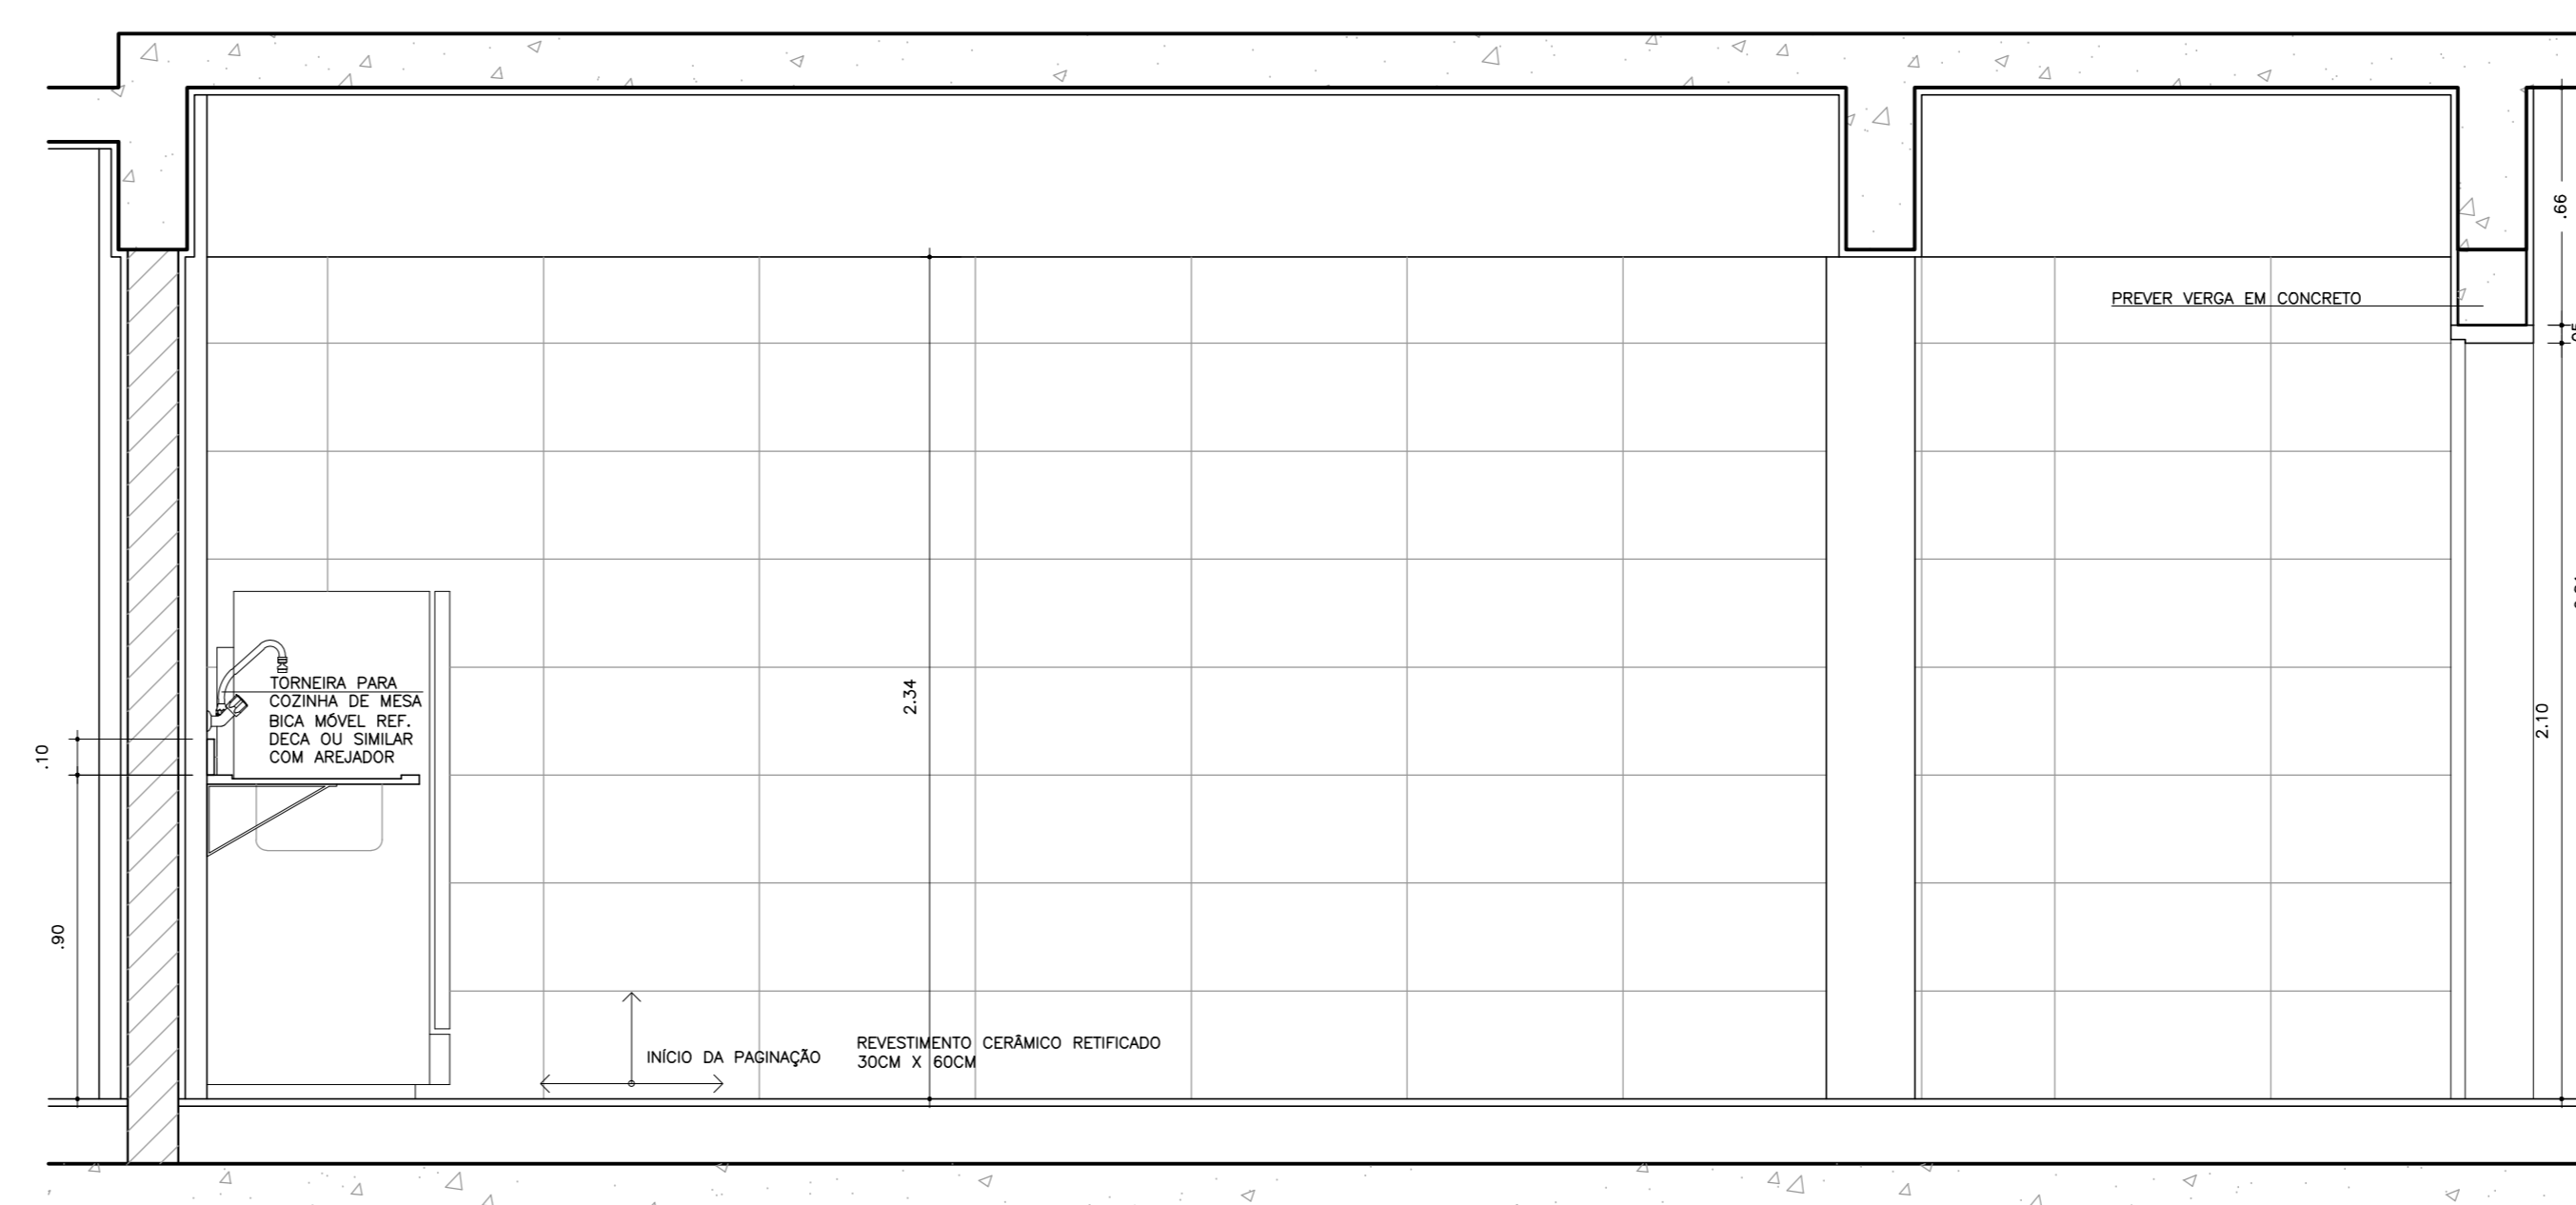 .66
PREVER VERGA EM CONCRETO
TORNEIRA PARA
COZINHA DE MESA
BICA MÓVEL REF.
DECA OU SIMILAR
COM AREJADOR
2.34
2.10
.10
.90
INÍCIO DA PAGINAÇÃO
REVESTIMENTO CERÂMICO RETIFICADO
30CM X 60CM